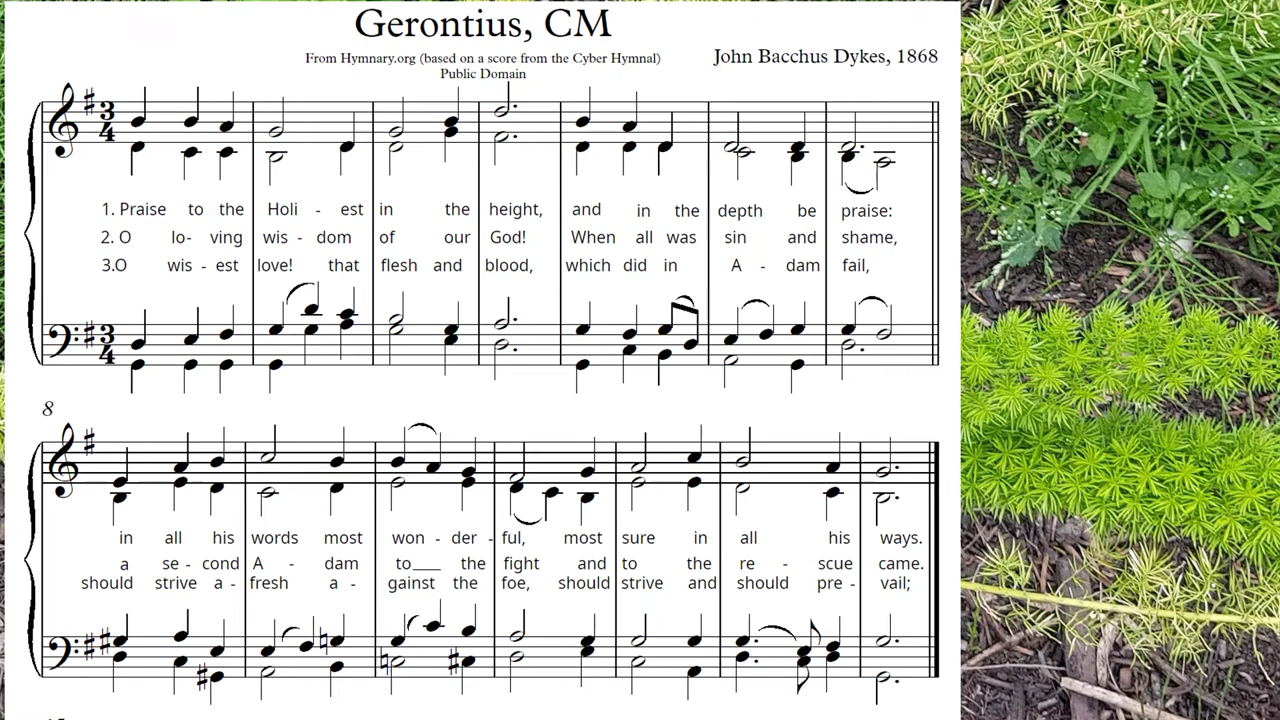 Gerontius, CM
From Hymnary.org (based on a score from the Cyber Hymnal)
John Bacchus Dykes, 1868
Public Domain
3
4
1. Praise to the Holi - est in the height, and in the depth be praise:
2. O lo- ving wis - dom of our God! When all was sin and shame,
3.O wis - est love! that flesh and blood, which did in A - dam fail,
3
4
8
in all his words most won - der - ful, most sure in all his ways.
a se - cond A - dam to___ the fight and to the re - scue came.
should strive a - fresh a - gainst the foe, should strive and should pre - vail;